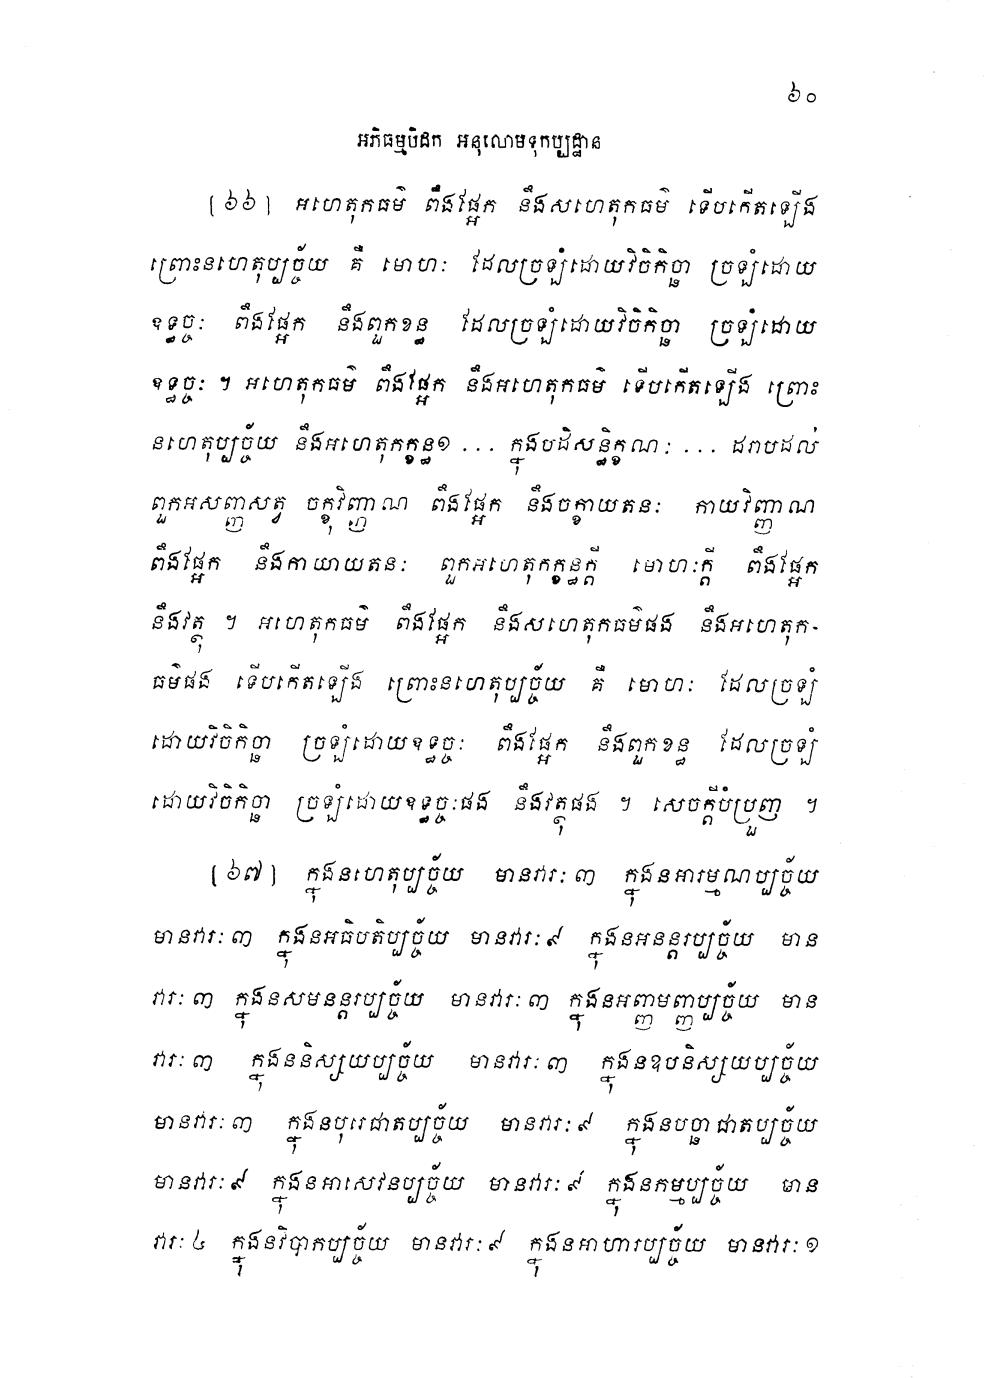 ៦០
អភិធម្មបិដក អនុលោមទុកប្បដ្ឋាន
[៦៦] អហេតុកធម៌ ពឹងផ្អែក នឹងសហេតុកធម៌ ទើបកើតឡើង
ព្រោះនហេតុប្បច្ច័យ គឺ មោហៈ ដែលច្រឡំដោយវិចិកិច្ឆា ច្រឡំដោយ
ឧទ្ធច្ចៈ ពឹងផ្អែក នឹងពួកខន្ធ ដែលច្រឡំដោយវិចិកិច្ឆា ច្រឡំដោយ
ឧទ្ធច្ចៈ ។ អហេតុកធម៌ ពឹងផ្អែក នឹងអហេតុកធម៌ ទើបកើតឡើង ព្រោះ
នហេតុប្បច្ច័យ នឹងអហេតុកក្ខន្ធ១ ... ក្នុងបដិសន្ធិក្ខណៈ ... ដរាបដល់
ពួកអសញ្ញសត្វ ចក្ខុវិញ្ញាណ ពឹងផ្អែក នឹងចក្ខាយតនៈ កាយវិញ្ញាណ
ពឹងផ្អែក នឹងកាយាយតនៈ ពួកអហេតុកក្ខន្ធក្តី មោហៈក្តី ពឹងផ្អែក
នឹងវត្ថុ ។ អហេតុកធម៌ ពឹងផ្អែក នឹងសហេតុកធម៌ផង នឹងអហេតុក-
ធម៌ផង ទើបកើតឡើង ព្រោះនហេតុប្បច្ច័យ គឺ មោហៈ ដែលច្រឡំ
ដោយវិចិកិច្ឆា ច្រឡំដោយឧទ្ធច្ចៈ ពឹងផ្អែក នឹងពួកខន្ធ ដែលច្រឡំ
ដោយវិចិកិច្ឆា ច្រឡំដោយឧទ្ធច្ចៈផង នឹងវត្ថុផង ។ សេចក្តីបំប្រួញ ។
[៦៧] ក្នុងនហេតុប្បច្ច័យ មានវារៈ៣ ក្នុងនអារម្មណប្បច្ច័យ
មានវារៈ៣ ក្នុងនអធិបតិប្បច្ច័យ មានវារៈ៩ ក្នុងនអនន្តរប្បច្ច័យ មាន
វារៈ៣ ក្នុងនសមនន្តរប្បច្ច័យ មានវារៈ៣ ក្នុងនអញ្ញាមញ្ញប្បច្ច័យ មាន
វារៈ៣ ក្នុងននិស្សយប្បច្ច័យ មានវារៈ៣ ក្នុងនឧបនិស្សយប្បច្ច័យ
មានវារៈ៣ ក្នុងនបុរេជាតប្បច្ច័យ មានវារៈ៩ ក្នុងនបច្ឆាជាតប្បច្ច័យ
មានវារៈ៩ ក្នុងនអាសេវនប្បច្ច័យ មានវារៈ៩ ក្នុងនកម្មប្បច្ច័យ មាន
វារៈ៤ ក្នុងនវិបាកប្បច្ច័យ មានវារៈ៩ ក្នុងនអាហារប្បច្ច័យ មានវារៈ១